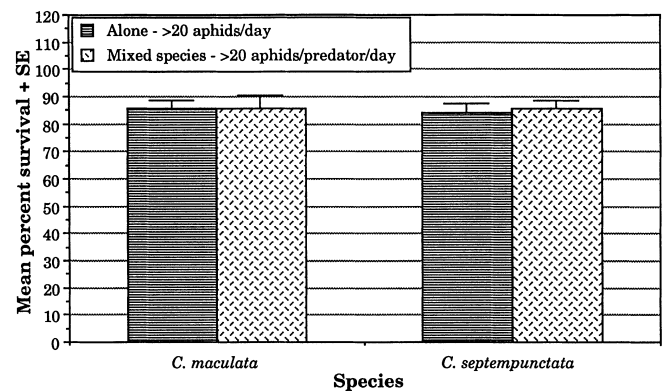 120
110
100
90
80
70
60
50
40
30
20
10
0
Mean percent survival + SE
Alone - >20 aphids/day
Mixed species - >20 aphids/predator/day
C. maculata
C. septempunctata
Species